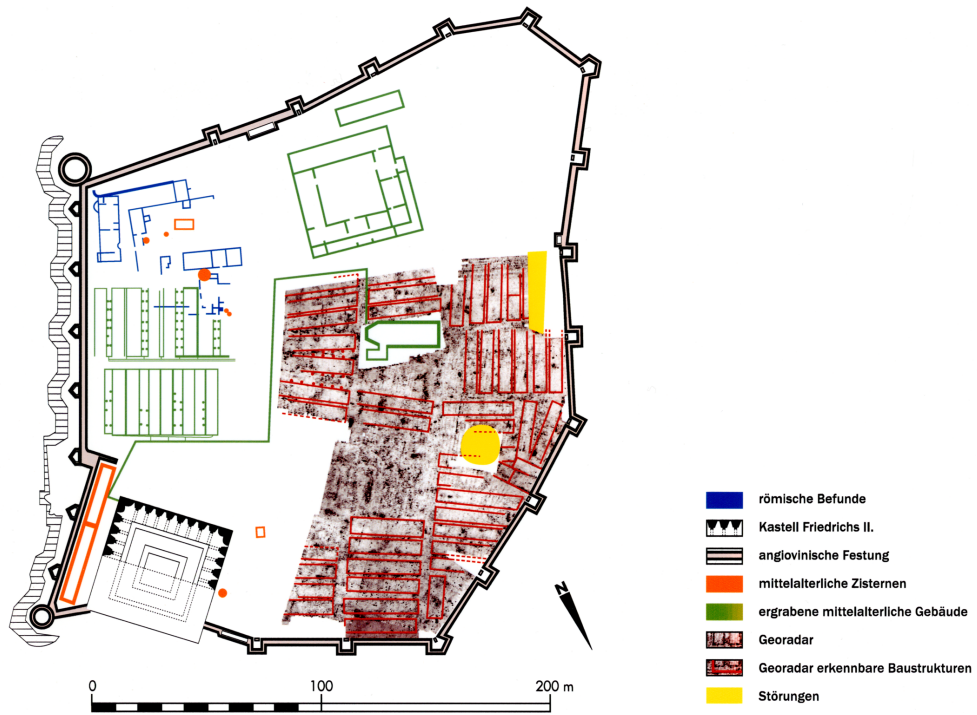 römische Befunde
Kastell Friedrichs II.
angiovinische Festung
mittelalterliche Zisternen
ergrabene mittelalterliche Gebäude
Georadar
Georadar erkennbare Baustrukturen
Störungen
N
0 100 200 m